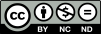 cc
$
=
BY NC ND